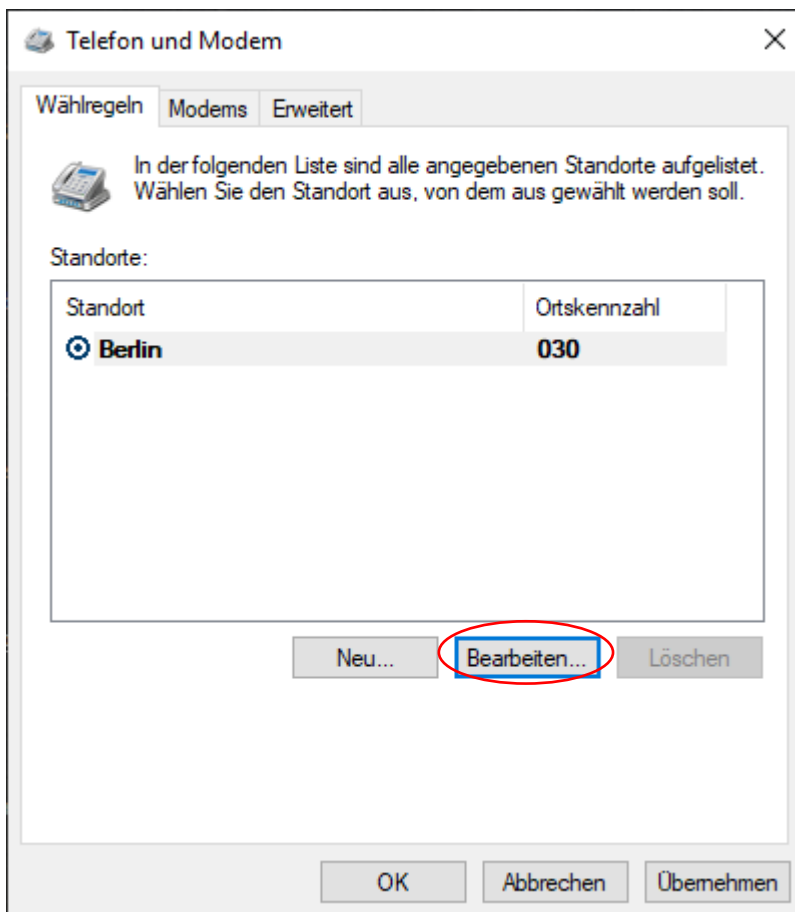 Telefon und Modem
Wählregeln Modems Erweitert
In der folgenden Liste sind alle angegebenen Standorte aufgelistet.
Wählen Sie den Standort aus, von dem aus gewählt werden soll.
Standorte:
Standort Ortskennzahl
Berlin 030
Neu... Bearbeiten... Löschen
OK Abbrechen Übernehmen